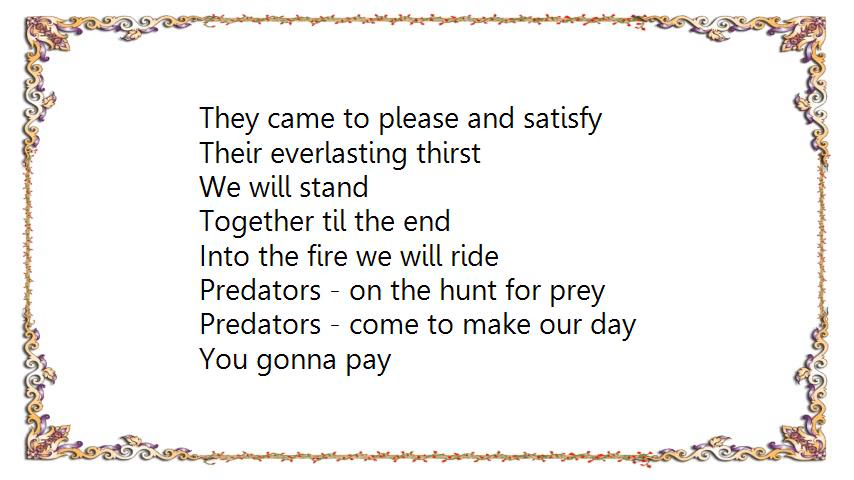 They came to please and satisfy
Their everlasting thirst
We will stand
Together til the end
Into the fire we will ride
Predators - on the hunt for prey
Predators - come to make our day
You gonna pay